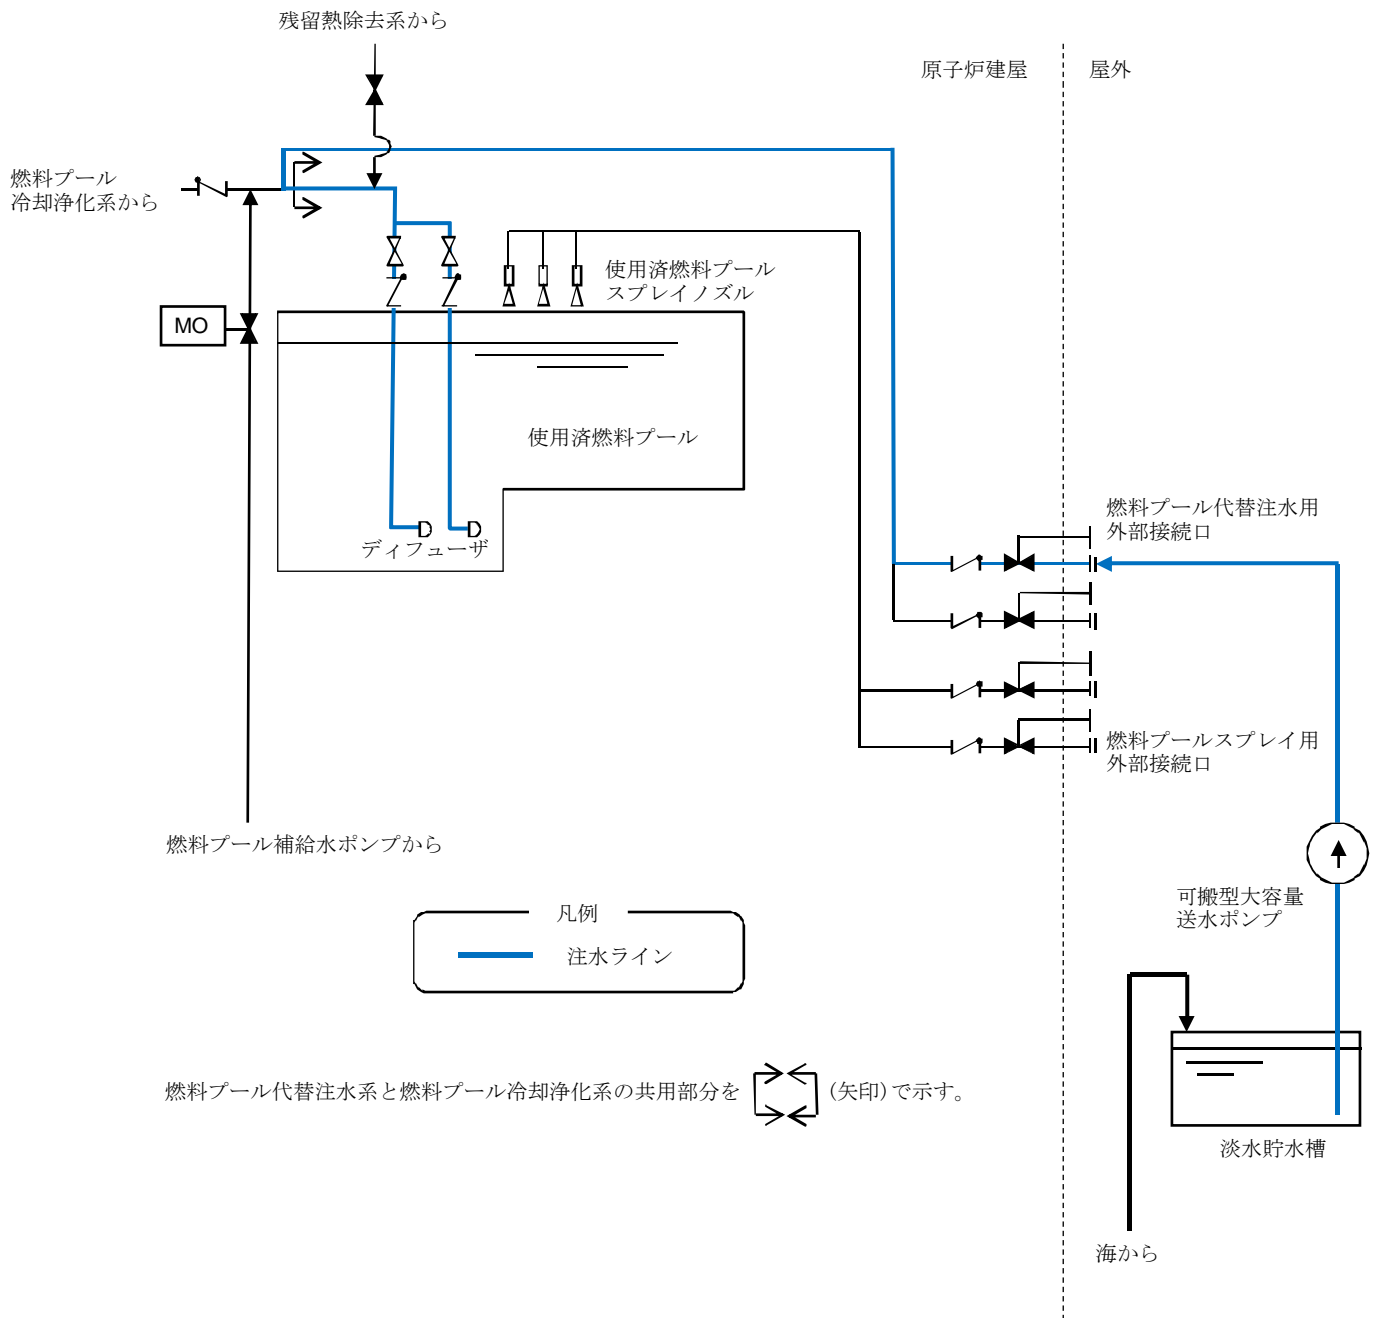 残留熱除去系から
原子炉建屋
屋外
燃料プール
冷却浄化系から
使用済燃料プール
スプレイノズル
MO
使用済燃料プール
ディフューザ
燃料プール代替注水用
外部接続口
燃料プールスプレイ用
外部接続口
燃料プール補給水ポンプから
可搬型大容量
送水ポンプ
凡例
注水ライン
燃料プール代替注水系と燃料プール冷却浄化系の共用部分を (矢印)で示す。
淡水貯水槽
海から